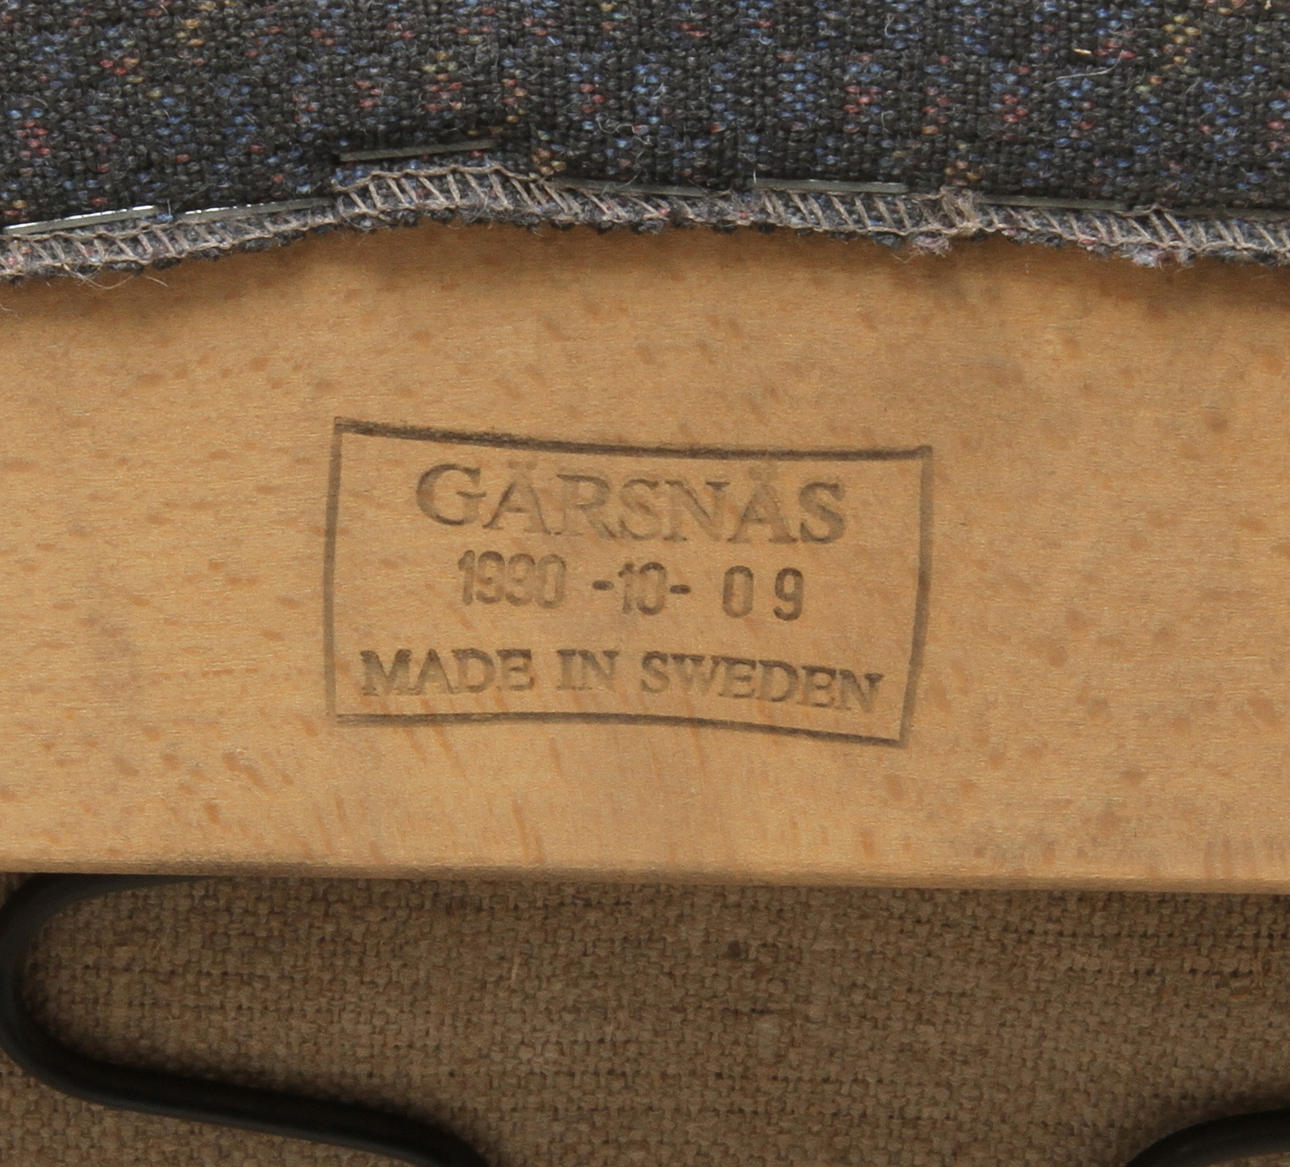 GÄRSNÄS
1990 -10- 09
MADE IN SWEDEN